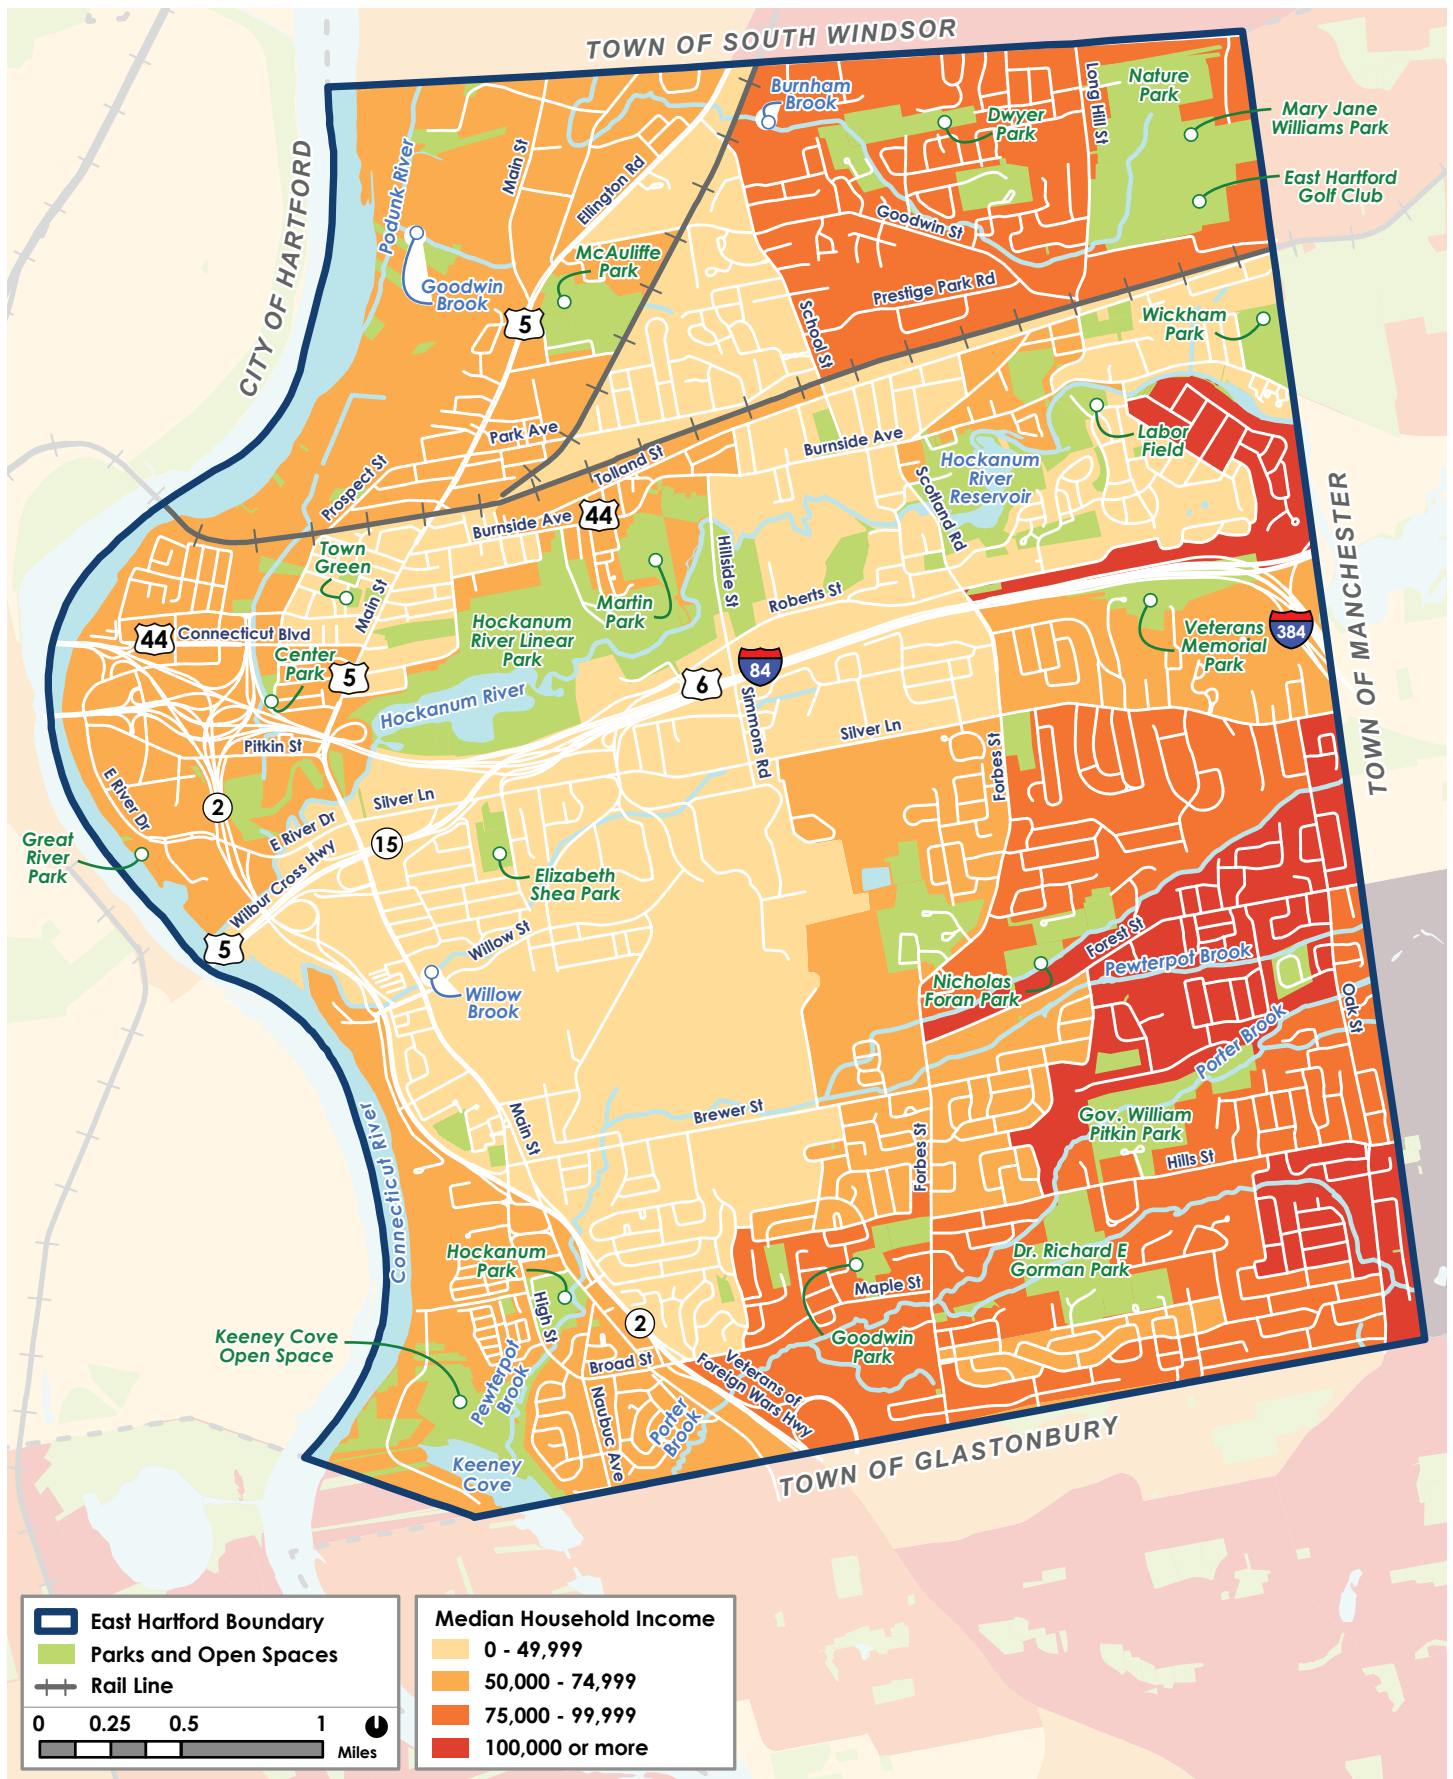 TOWN OF SOUTH WINDSOR
CITY OF HARTFORD
TOWN OF MANCHESTER
TOWN OF GLASTONBURY
Burnham
Brook
Dwyer
Park
Long Hill St
Nature
Park
Mary Jane
Williams Park
East Hartford
Golf Club
Podunk River
Main St
Ellington Rd
Goodwin St
McAuliffe
Park
Goodwin
Brook
5
Prestige Park Rd
School St
Wickham
Park
Park Ave
Tolland St
Burnside Ave
Labor
Field
Hockanum
River
Reservoir
Scotland Rd
Prospect St
Burnside Ave
44
Town
Green
Main St
Hillside St
Martin
Park
Roberts St
Hockanum
River Linear
Park
44
Connecticut Blvd
Center
Park
5
Veterans
Memorial
Park
384
84
6
Hockanum River
Simmons Rd
Silver Ln
Forbes St
Pitkin St
E River Dr
2
Silver Ln
E River Dr
15
Great
River
Park
Wilbur Cross Hwy
5
Elizabeth
Shea Park
Willow St
Willow
Brook
Nicholas
Foran Park
Forest St
Pewterpot Brook
Oak St
Porter Brook
Connecticut River
Main St
Brewer St
Forbes St
Gov. William
Pitkin Park
Hills St
Hockanum
Park
High St
Dr. Richard E
Gorman Park
Maple St
Goodwin
Park
2
Keeney Cove
Open Space
Pewterpot
Brook
Broad St
Veterans of
Foreign Wars Hwy
Naubuc Ave
Porter
Brook
Keeney
Cove
East Hartford Boundary
Parks and Open Spaces
Rail Line
0 0.25 0.5 1
Miles
Median Household Income
0 - 49,999
50,000 - 74,999
75,000 - 99,999
100,000 or more